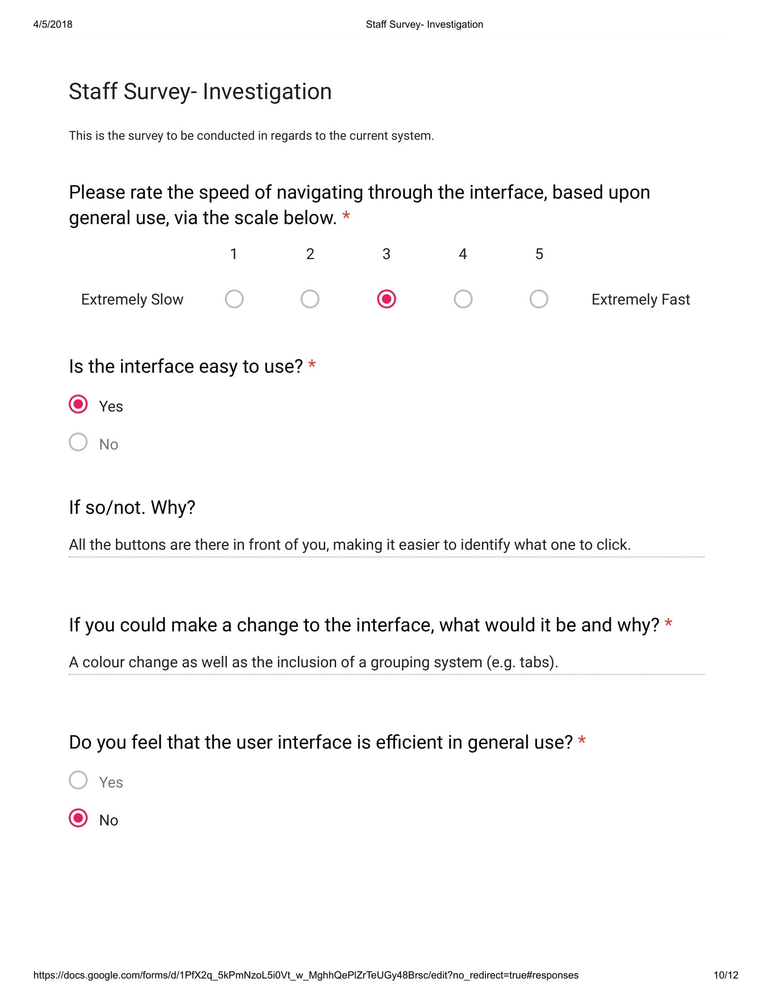 4/5/2018 Staff Survey- Investigation
Staff Survey- Investigation
This is the survey to be conducted in regards to the current system.
Please rate the speed of navigating through the interface, based upon
general use, via the scale below. *
1 2 3 4 5
Extremely Slow Extremely Fast
Is the interface easy to use? *
Yes
No
If so/not. Why?
All the buttons are there in front of you, making it easier to identify what one to click.
If you could make a change to the interface, what would it be and why? *
A colour change as well as the inclusion of a grouping system (e.g. tabs).
Do you feel that the user interface is efficient in general use? *
Yes
No
https://docs.google.com/forms/d/1PfX2q_5kPmNzoL5i0Vt_w_MghhQePlZrTeUGy48Brsc/edit?no_redirect=true#responses 10/12